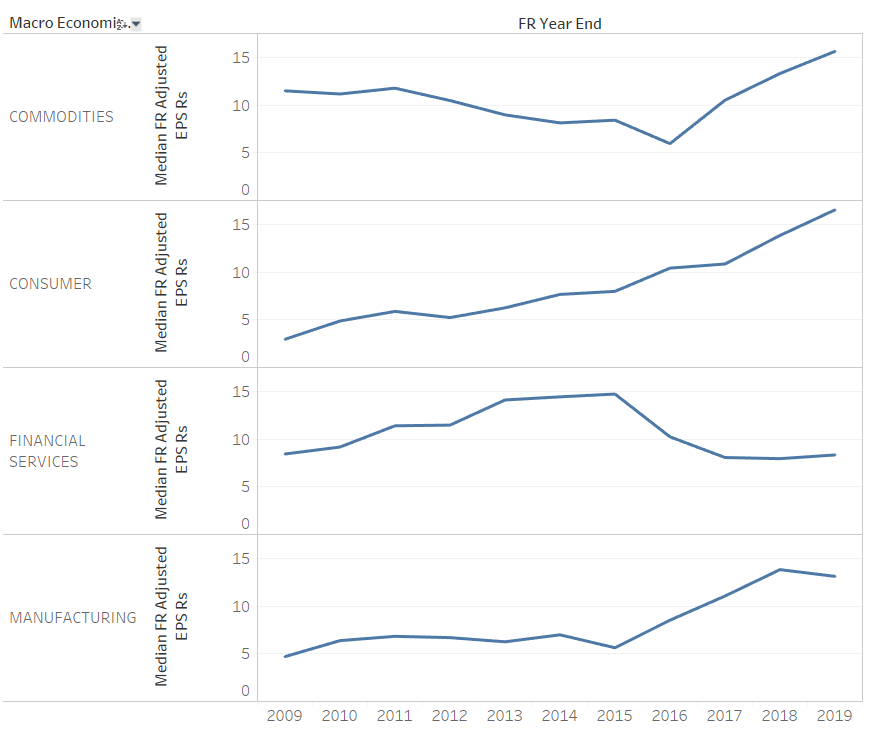 Macro Economi.. FR Year End
COMMODITIES
Median FR Adjusted
EPS Rs
15
10
5
0
CONSUMER
Median FR Adjusted
EPS Rs
15
10
5
0
FINANCIAL
SERVICES
Median FR Adjusted
EPS Rs
15
10
5
0
MANUFACTURING
Median FR Adjusted
EPS Rs
15
10
5
0
2009 2010 2011 2012 2013 2014 2015 2016 2017 2018 2019